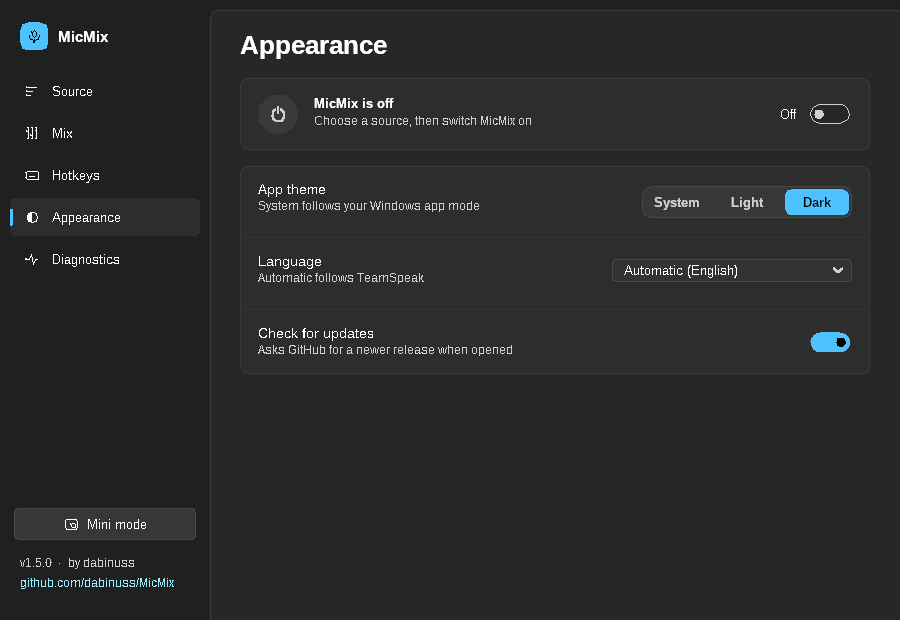 MicMix
Source
Mix
Hotkeys
Appearance
Diagnostics
Mini mode
v1.5.0 · by dabinuss
github.com/dabinuss/MicMix
Appearance
MicMix is off
Choose a source, then switch MicMix on
Off
App theme
System follows your Windows app mode
System Light Dark
Language
Automatic follows TeamSpeak
Automatic (English)
Check for updates
Asks GitHub for a newer release when opened